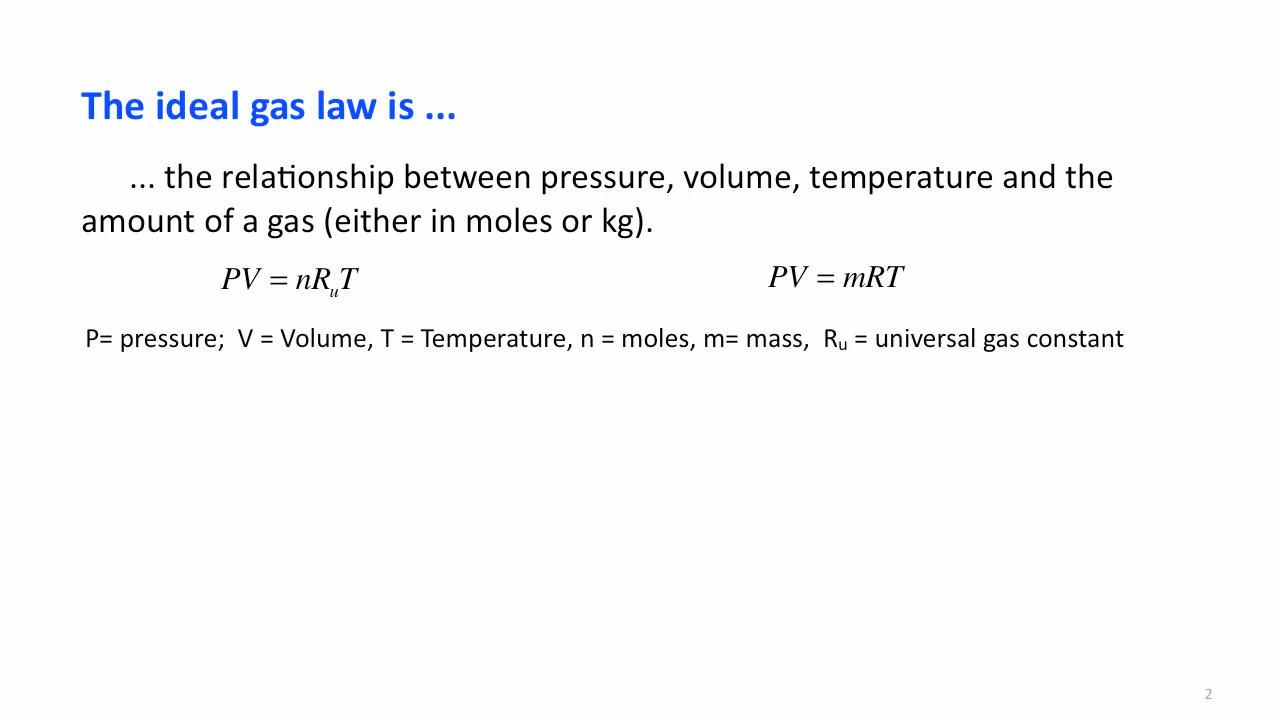 The ideal gas law is ...
... the relationship between pressure, volume, temperature and the
amount of a gas (either in moles or kg).
PV = nRᵤT PV = mRT
P= pressure; V = Volume, T = Temperature, n = moles, m= mass, Rᵤ = universal gas constant
2